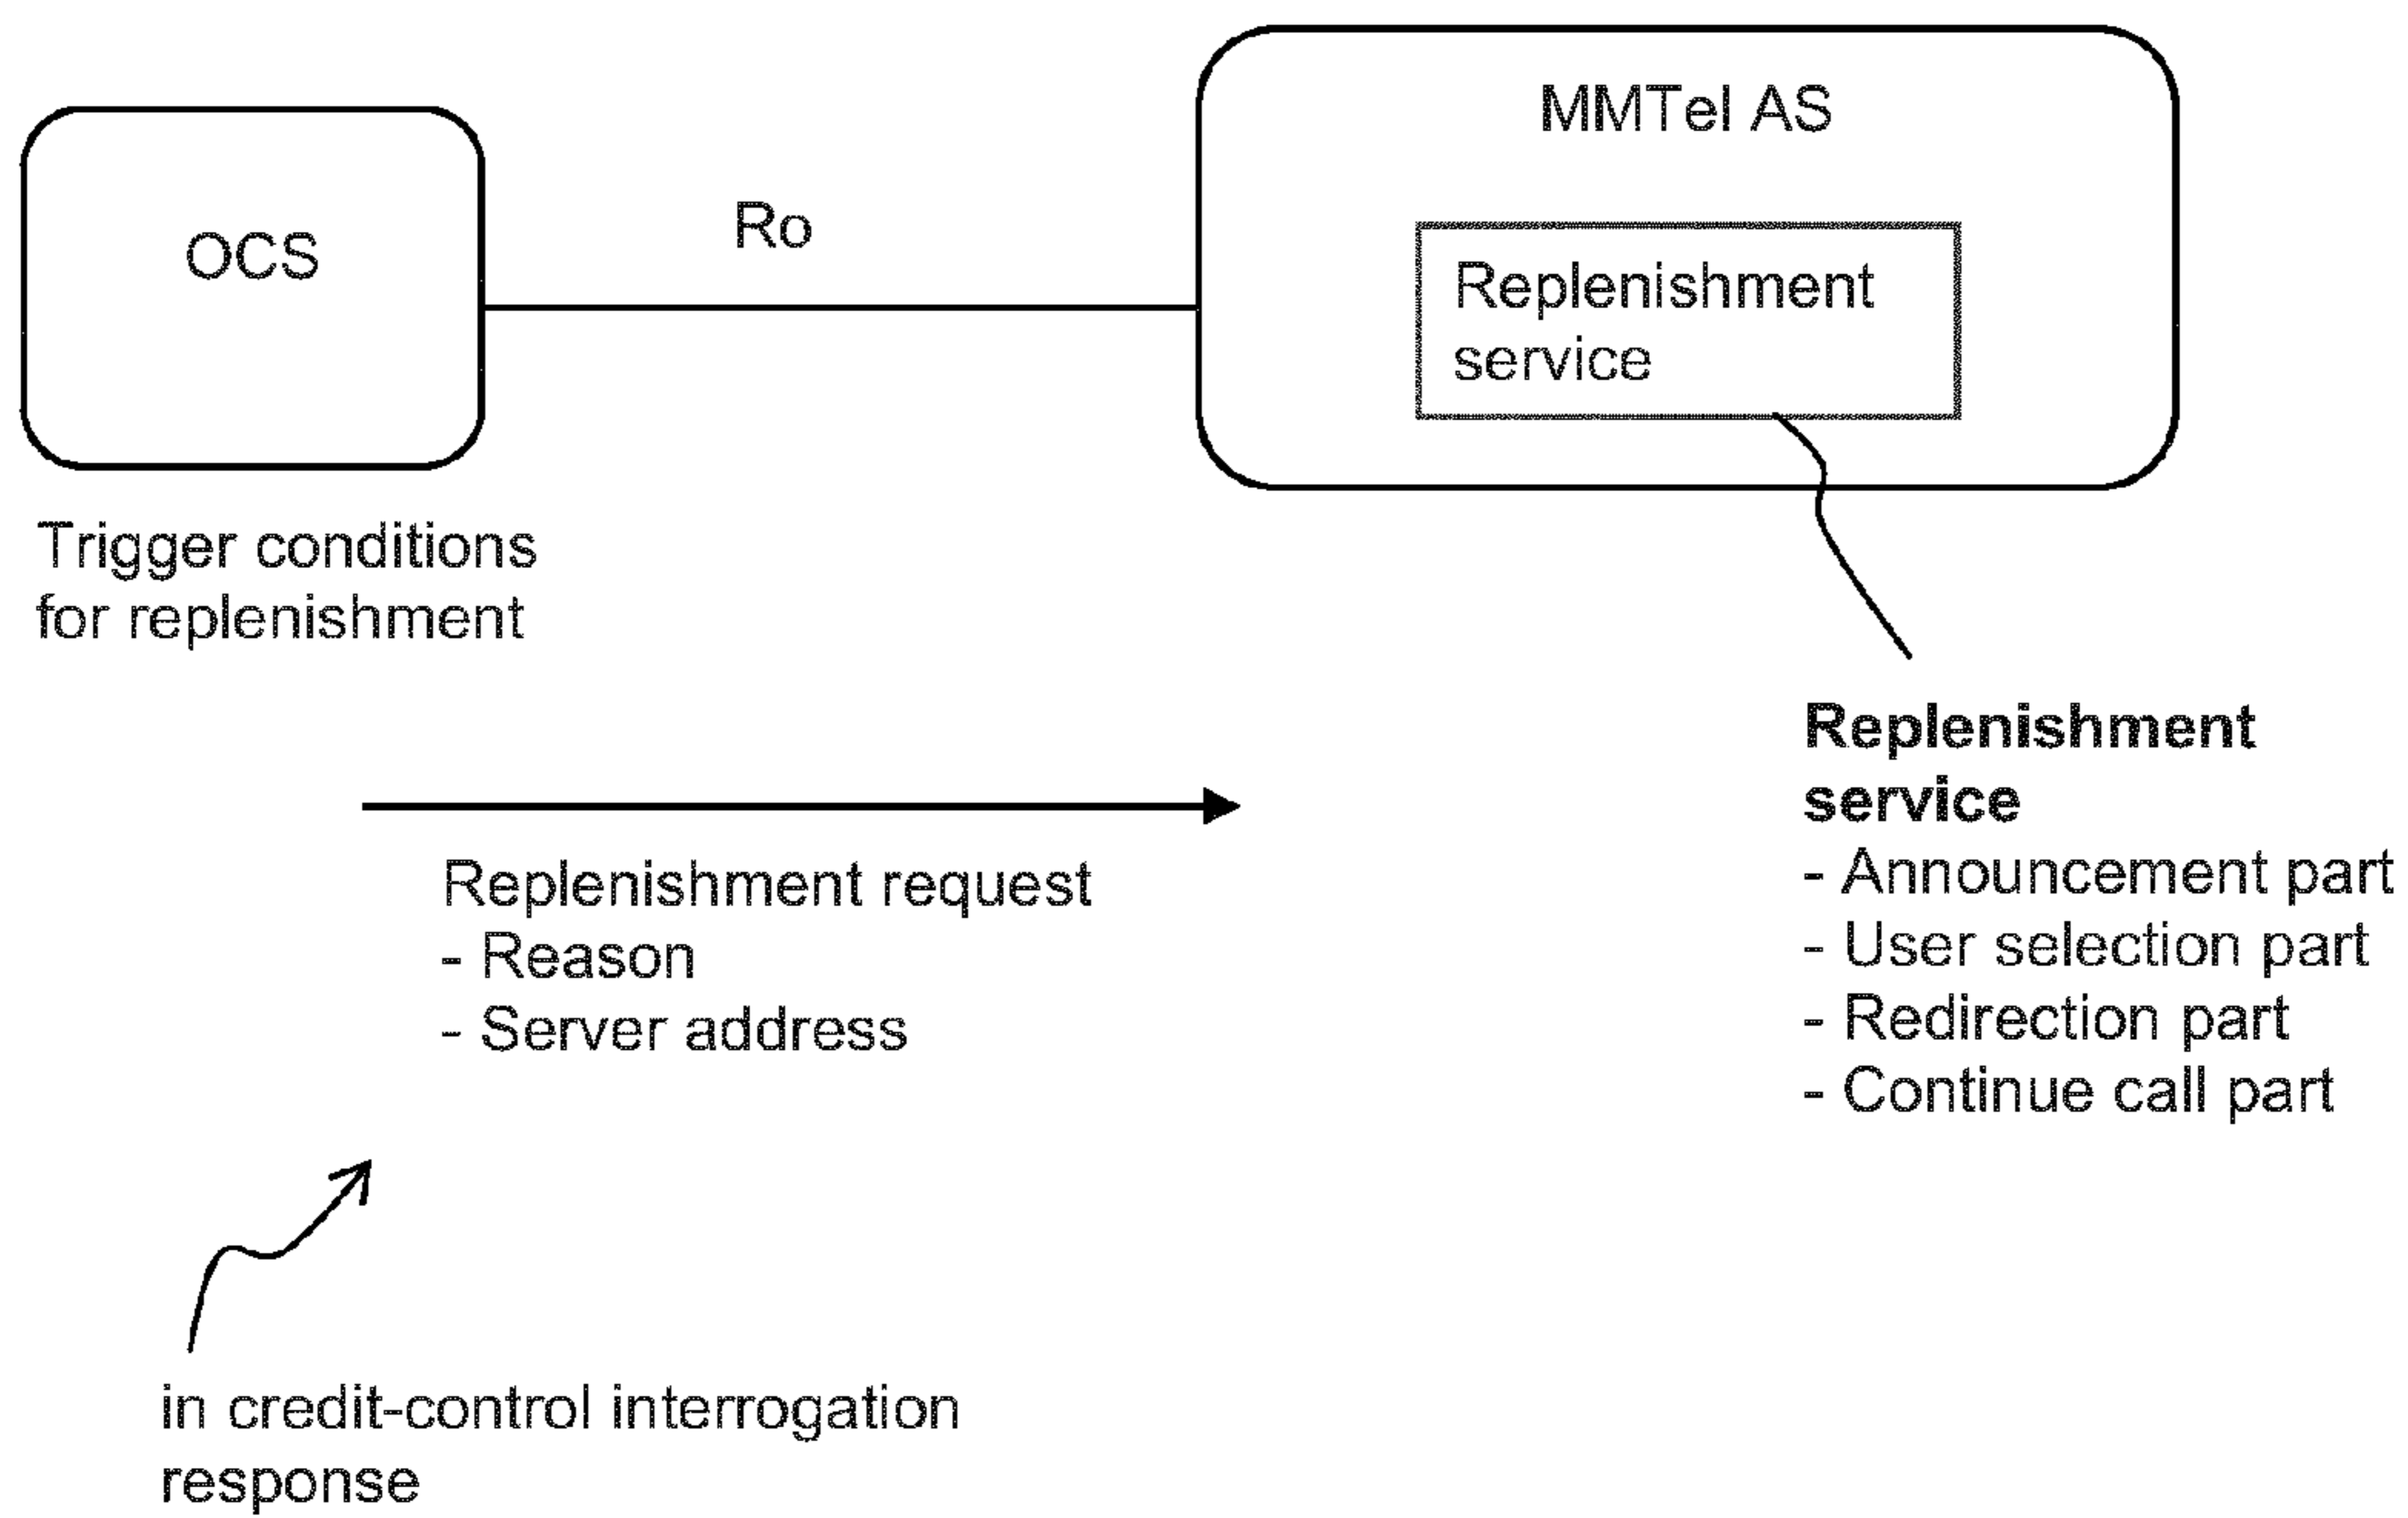 MMTel AS
OCS
Ro
Replenishment
service
Trigger conditions
for replenishment
Replenishment request
- Reason
- Server address
Replenishment
service
- Announcement part
- User selection part
- Redirection part
- Continue call part
in credit-control interrogation
response